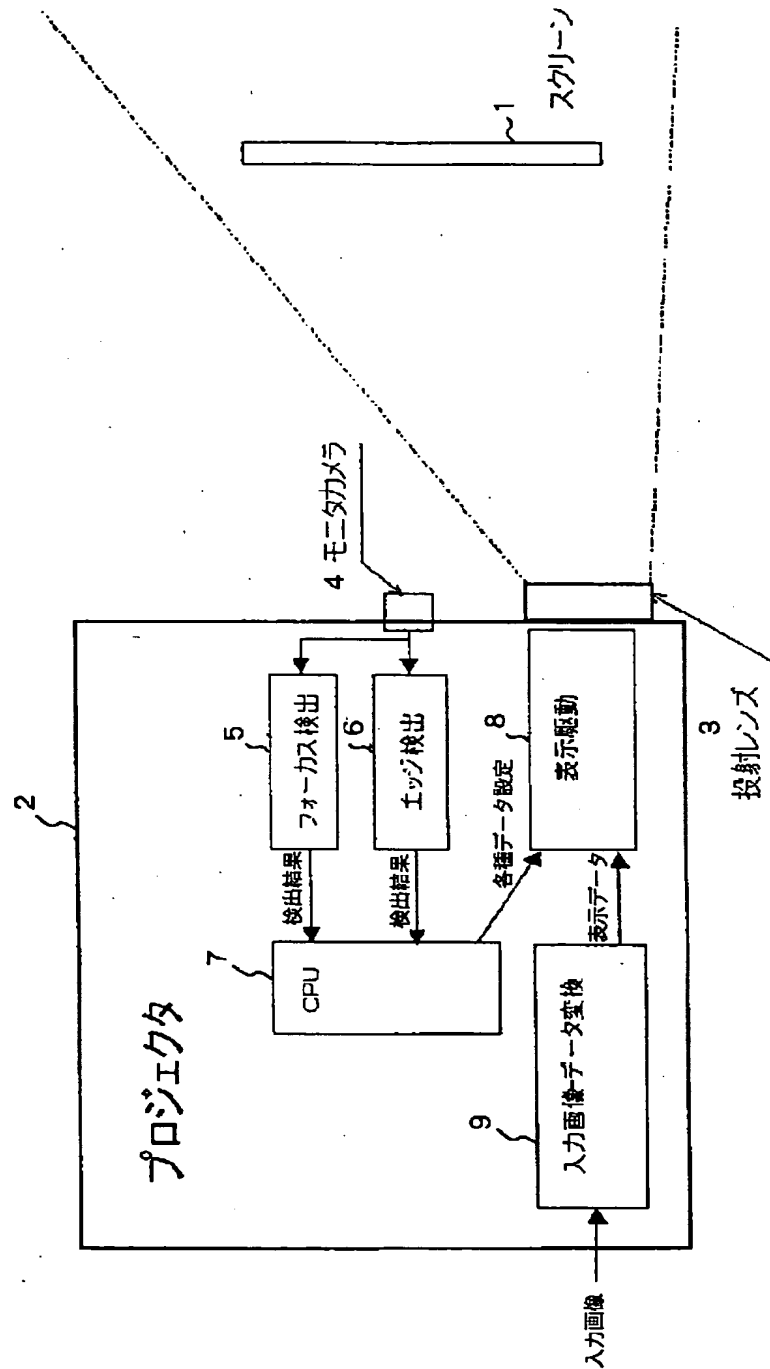 プロジェクタ
2
7
CPU
検出結果
検出結果
5
フォーカス検出
6
エッジ検出
4 モニタカメラ
各種データ設定
8
表示駆動
表示データ
9
入力画像データ変換
入力画像
3
投射レンズ
1
スクリーン